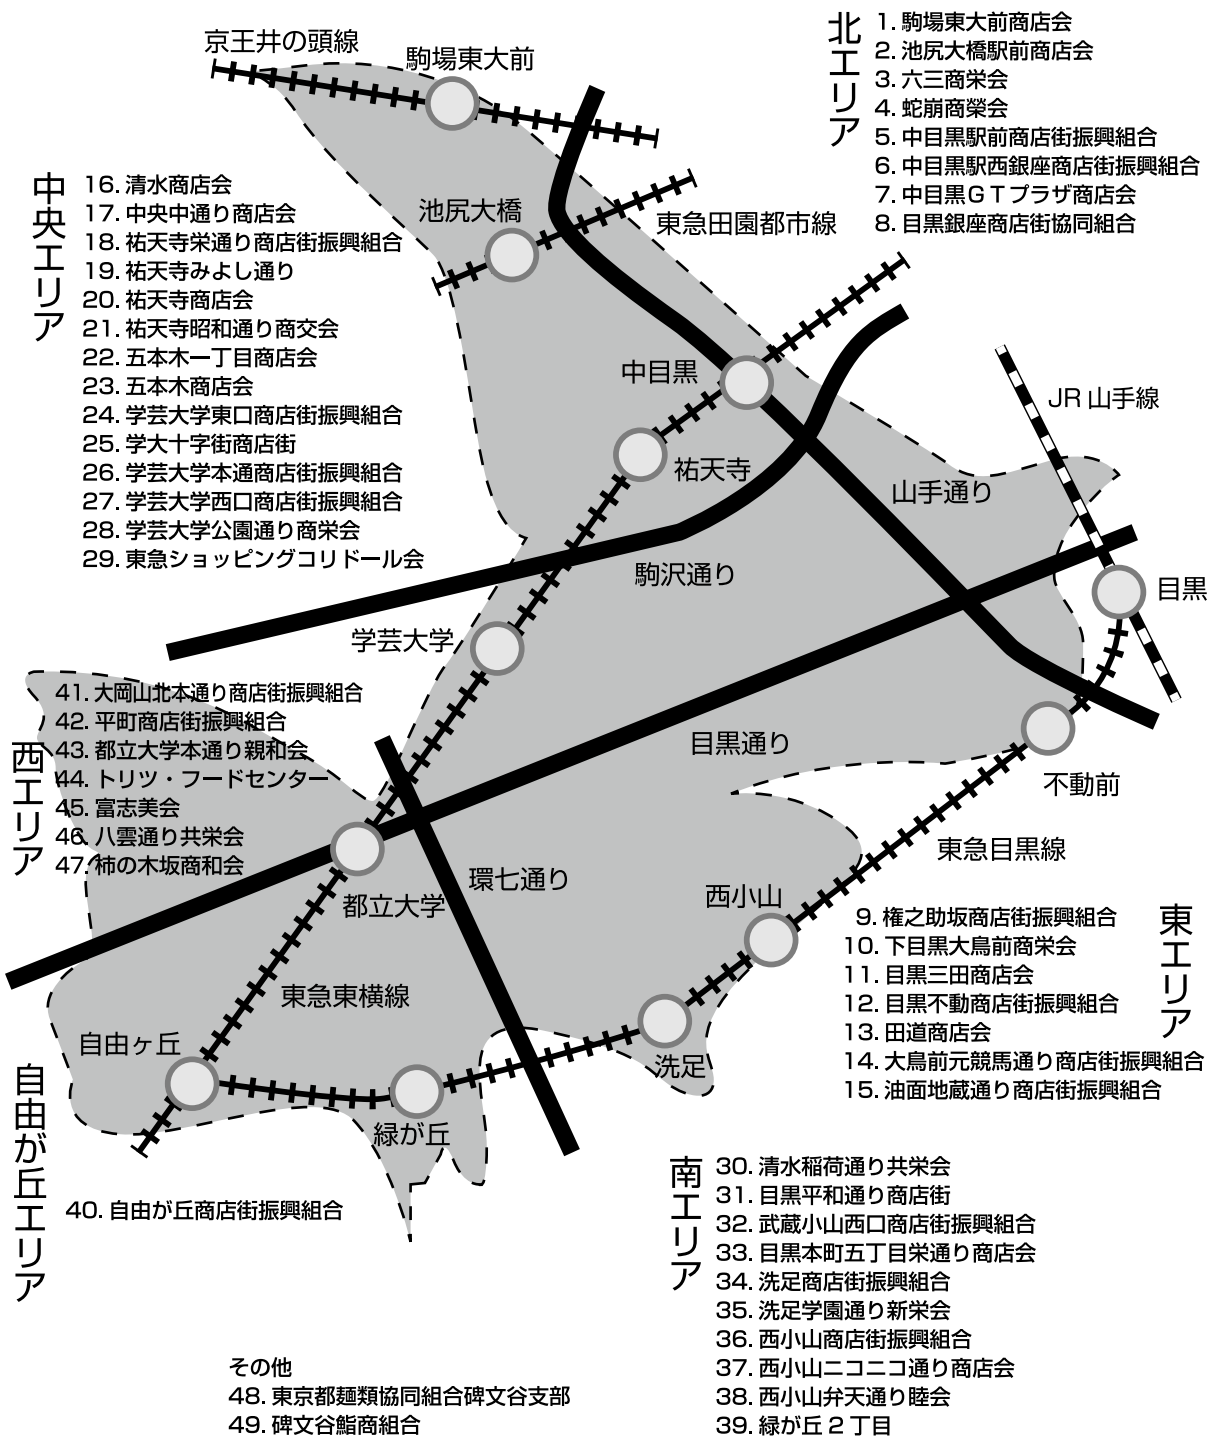 京王井の頭線
駒場東大前
北エリア
1. 駒場東大前商店会
2. 池尻大橋駅前商店会
3. 六三商栄会
4. 蛇崩商榮会
5. 中目黒駅前商店街振興組合
6. 中目黒駅西銀座商店街振興組合
7. 中目黒GTプラザ商店会
8. 目黒銀座商店街協同組合
中央エリア
16. 清水商店会
17. 中央中通り商店会
18. 祐天寺栄通り商店街振興組合
19. 祐天寺みよし通り
20. 祐天寺商店会
21. 祐天寺昭和通り商交会
22. 五本木一丁目商店会
23. 五本木商店会
24. 学芸大学東口商店街振興組合
25. 学大十字街商店街
26. 学芸大学本通商店街振興組合
27. 学芸大学西口商店街振興組合
28. 学芸大学公園通り商栄会
29. 東急ショッピングコリドール会
池尻大橋
東急田園都市線
中目黒
JR 山手線
祐天寺
山手通り
駒沢通り
目黒
学芸大学
西エリア
41. 大岡山北本通り商店街振興組合
42. 平町商店街振興組合
43. 都立大学本通り親和会
44. トリツ・フードセンター
45. 富志美会
46. 八雲通り共栄会
47. 柿の木坂商和会
目黒通り
不動前
東急目黒線
環七通り
西小山
都立大学
東エリア
9. 権之助坂商店街振興組合
10. 下目黒大鳥前商栄会
11. 目黒三田商店会
12. 目黒不動商店街振興組合
13. 田道商店会
14. 大鳥前元競馬通り商店街振興組合
15. 油面地蔵通り商店街振興組合
東急東横線
自由ヶ丘
洗足
緑が丘
自由が丘エリア
40. 自由が丘商店街振興組合
南エリア
30. 清水稲荷通り共栄会
31. 目黒平和通り商店街
32. 武蔵小山西口商店街振興組合
33. 目黒本町五丁目栄通り商店会
34. 洗足商店街振興組合
35. 洗足学園通り新栄会
36. 西小山商店街振興組合
37. 西小山ニコニコ通り商店会
38. 西小山弁天通り睦会
39. 緑が丘2丁目
その他
48. 東京都麺類協同組合碑文谷支部
49. 碑文谷鮨商組合